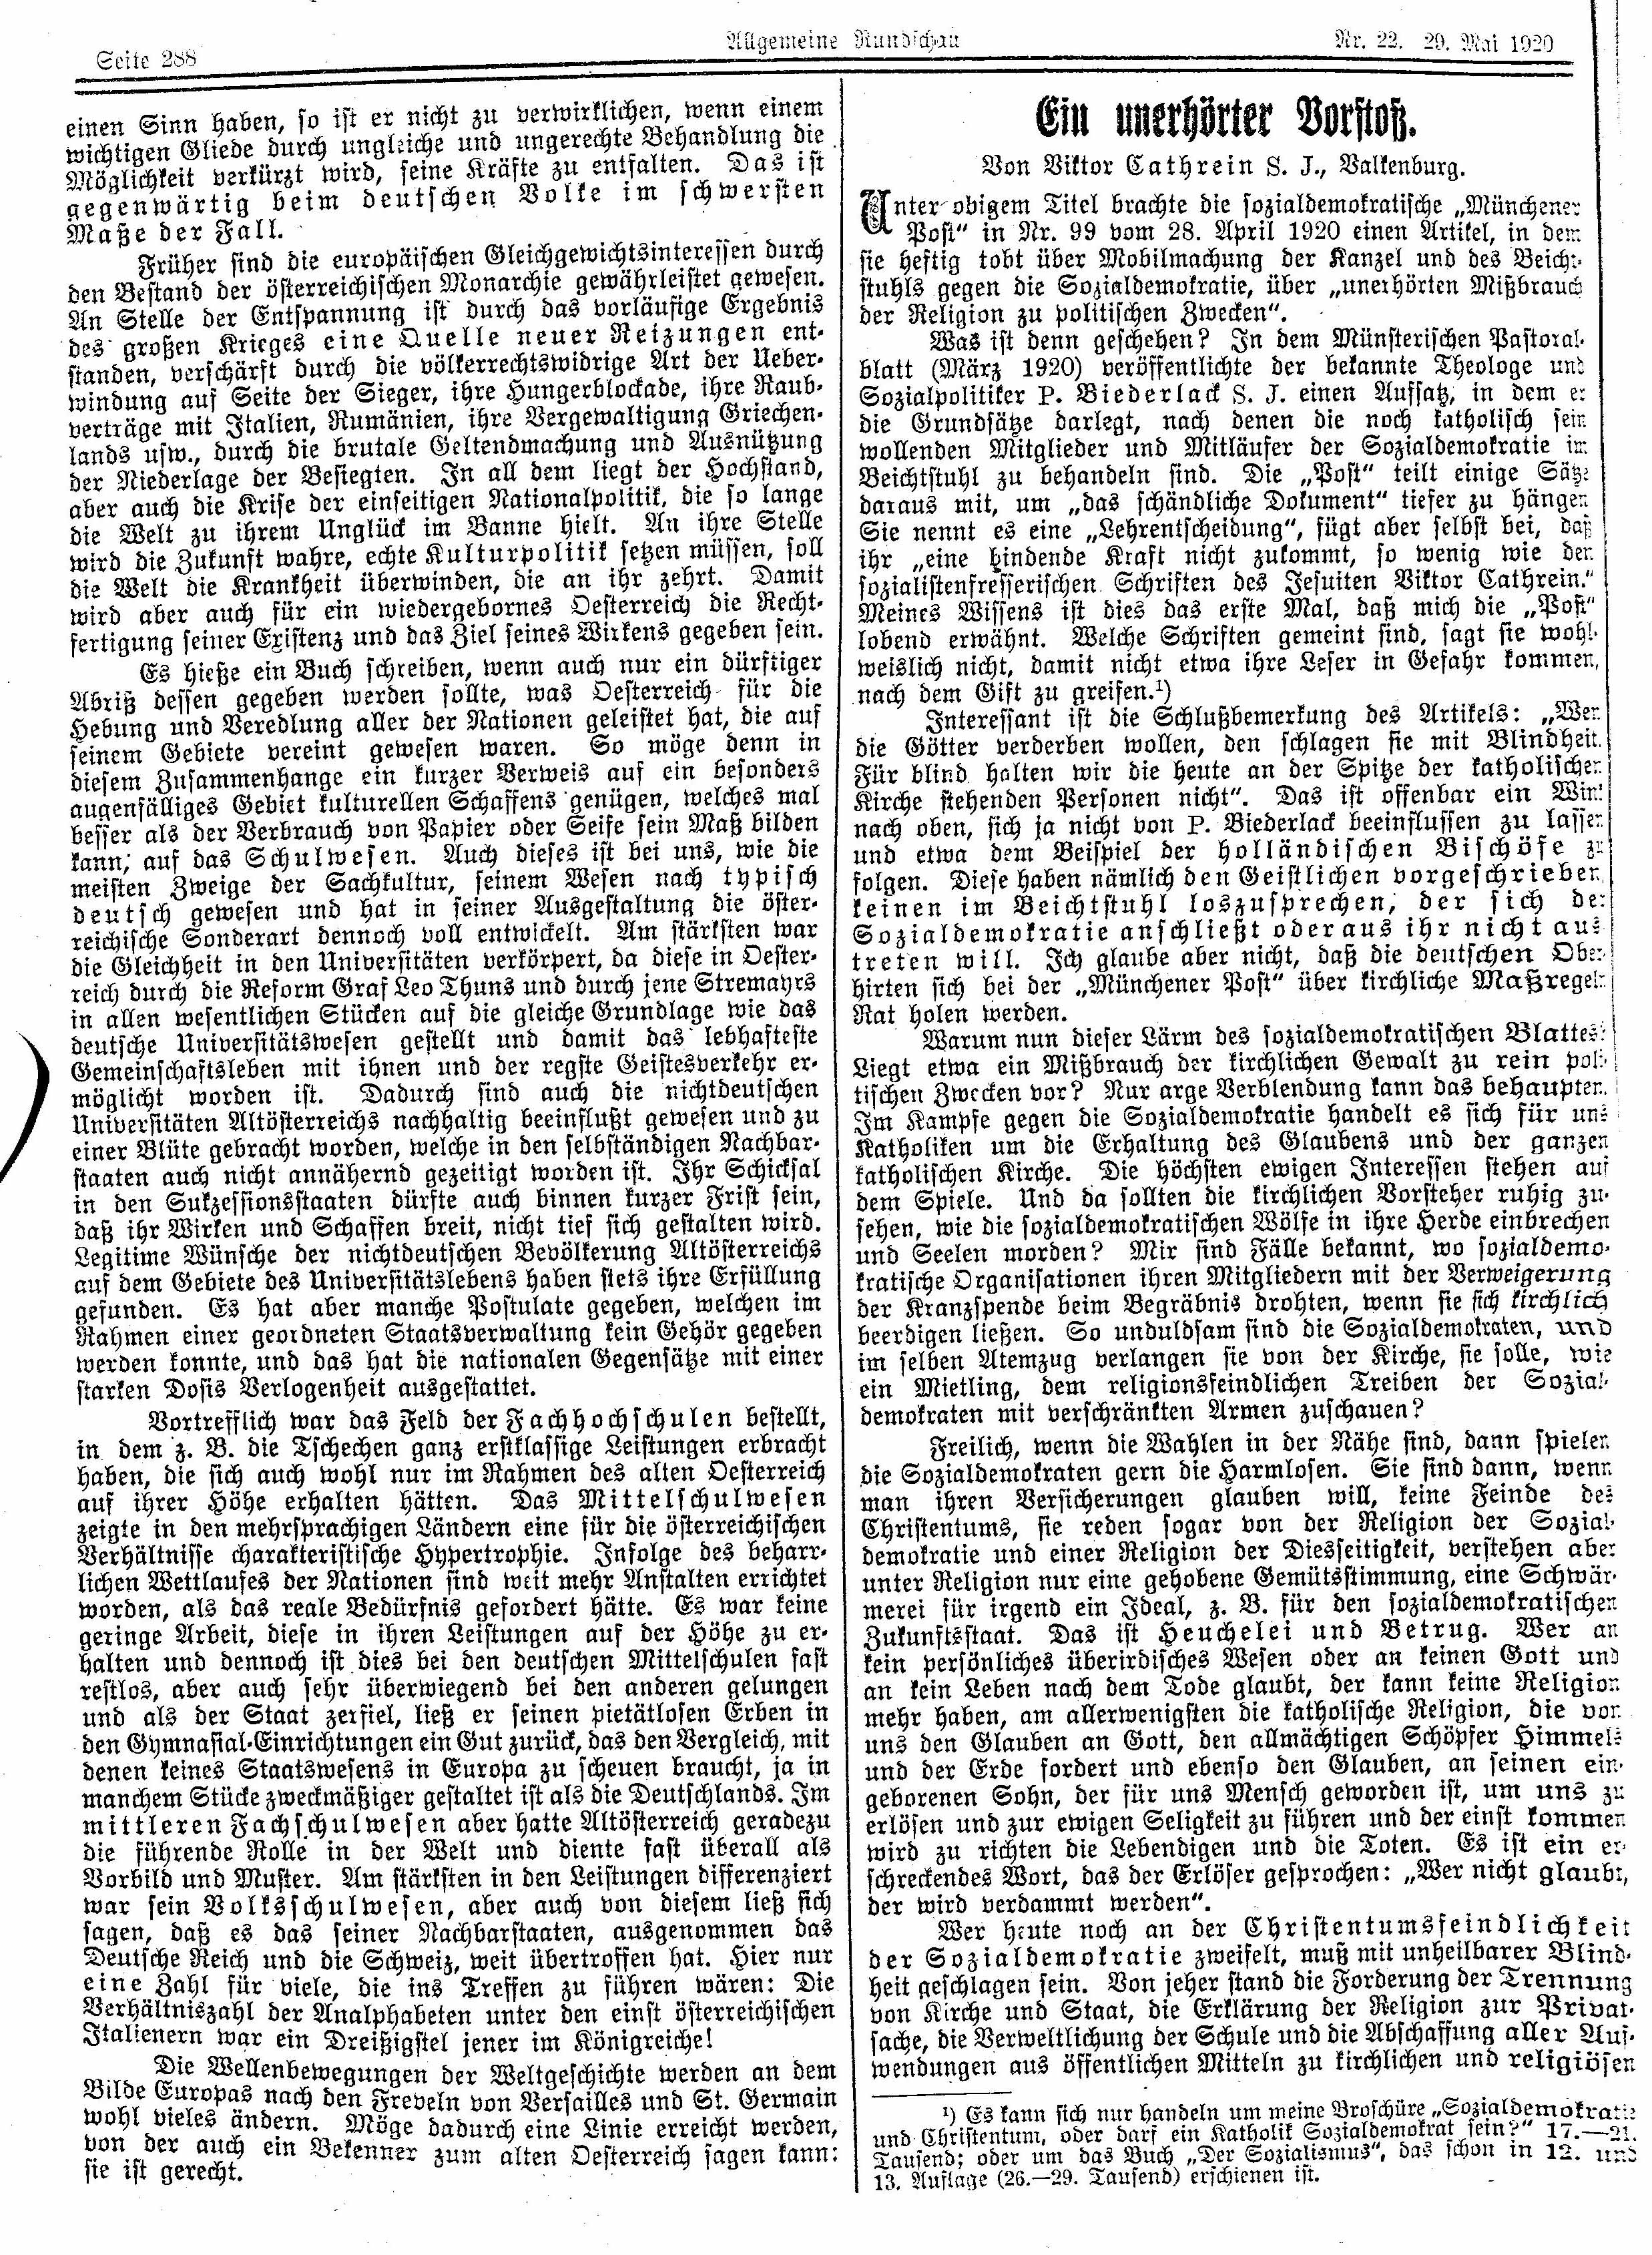 Seite 288
Allgemeine Rundschau
Nr. 22. 29. Mai 1920
einen Sinn haben, so ist er nicht zu verwirklichen, wenn einem
wichtigen Gliede durch ungleiche und ungerechte Behandlung die
Möglichkeit verkürzt wird, seine Kräfte zu entfalten. Das ist
gegenwärtig beim deutschen Volke im schwersten
Maße der Fall.
Früher sind die europäischen Gleichgewichtsinteressen durch
den Bestand der österreichischen Monarchie gewährleistet gewesen.
An Stelle der Entspannung ist durch das vorläufige Ergebnis
des großen Krieges eine Quelle neuer Reizungen ent-
standen, verschärft durch die völkerrechtswidrige Art der Ueber-
windung auf Seite der Sieger, ihre Hungerblockade, ihre Raub-
verträge mit Italien, Rumänien, ihre Vergewaltigung Griechen-
lands usw., durch die brutale Geltendmachung und Ausnützung
der Niederlage der Besiegten. In all dem liegt der Hochstand,
aber auch die Krise der einseitigen Nationalpolitik, die so lange
die Welt zu ihrem Unglück im Banne hielt. An ihre Stelle
wird die Zukunft wahre, echte Kulturpolitik setzen müssen, soll
die Welt die Krankheit überwinden, die an ihr zehrt. Damit
wird aber auch für ein wiedergebornes Oesterreich die Recht-
fertigung seiner Existenz und das Ziel seines Wirkens gegeben sein.
Es hieße ein Buch schreiben, wenn auch nur ein dürftiger
Abriß dessen gegeben werden sollte, was Oesterreich für die
Hebung und Veredlung aller der Nationen geleistet hat, die auf
seinem Gebiete vereint gewesen waren. So möge denn in
diesem Zusammenhange ein kurzer Verweis auf ein besonders
augenfälliges Gebiet kulturellen Schaffens genügen, welches mal
besser als der Verbrauch von Papier oder Seife sein Maß bilden
kann; auf das Schulwesen. Auch dieses ist bei uns, wie die
meisten Zweige der Sachkultur, seinem Wesen nach typisch
deutsch gewesen und hat in seiner Ausgestaltung die öster-
reichische Sonderart dennoch voll entwickelt. Am stärksten war
die Gleichheit in den Universitäten verkörpert, da diese in Oester-
reich durch die Reform Graf Leo Thuns und durch jene Stremayrs
in allen wesentlichen Stücken auf die gleiche Grundlage wie das
deutsche Universitätswesen gestellt und damit das lebhafteste
Gemeinschaftsleben mit ihnen und der regste Geistesverkehr er-
möglicht worden ist. Dadurch sind auch die nichtdeutschen
Universitäten Altösterreichs nachhaltig beeinflußt gewesen und zu
einer Blüte gebracht worden, welche in den selbständigen Nachbar-
staaten auch nicht annähernd gezeitigt worden ist. Ihr Schicksal
in den Sukzessionsstaaten dürfte auch binnen kurzer Frist sein,
daß ihr Wirken und Schaffen breit, nicht tief sich gestalten wird.
Legitime Wünsche der nichtdeutschen Bevölkerung Altösterreichs
auf dem Gebiete des Universitätslebens haben stets ihre Erfüllung
gefunden. Es hat aber manche Postulate gegeben, welchen im
Rahmen einer geordneten Staatsverwaltung kein Gehör gegeben
werden konnte, und das hat die nationalen Gegensätze mit einer
starken Dosis Verlogenheit ausgestattet.
Vortrefflich war das Feld der Fachhochschulen bestellt,
in dem z. B. die Tschechen ganz erstklassige Leistungen erbracht
haben, die sich auch wohl nur im Rahmen des alten Oesterreich
auf ihrer Höhe erhalten hätten. Das Mittelschulwesen
zeigte in den mehrsprachigen Ländern eine für die österreichischen
Verhältnisse charakteristische Hypertrophie. Infolge des beharr-
lichen Wettlaufes der Nationen sind weit mehr Anstalten errichtet
worden, als das reale Bedürfnis gefordert hätte. Es war keine
geringe Arbeit, diese in ihren Leistungen auf der Höhe zu er-
halten und dennoch ist dies bei den deutschen Mittelschulen fast
restlos, aber auch sehr überwiegend bei den anderen gelungen
und als der Staat zerfiel, ließ er seinen pietätlosen Erben in
den Gymnasial-Einrichtungen ein Gut zurück, das den Vergleich, mit
denen keines Staatswesens in Europa zu scheuen braucht, ja in
manchem Stücke zweckmäßiger gestaltet ist als die Deutschlands. Im
mittleren Fachschulwesen aber hatte Altösterreich geradezu
die führende Rolle in der Welt und diente fast überall als
Vorbild und Muster. Am stärksten in den Leistungen differenziert
war sein Volksschulwesen, aber auch von diesem ließ sich
sagen, daß es das seiner Nachbarstaaten, ausgenommen das
Deutsche Reich und die Schweiz, weit übertroffen hat. Hier nur
eine Zahl für viele, die ins Treffen zu führen wären: Die
Verhältniszahl der Analphabeten unter den einst österreichischen
Italienern war ein Dreißigstel jener im Königreiche!
Die Wellenbewegungen der Weltgeschichte werden an dem
Bilde Europas nach den Freveln von Versailles und St. Germain
wohl vieles ändern. Möge dadurch eine Linie erreicht werden,
von der auch ein Bekenner zum alten Oesterreich sagen kann:
sie ist gerecht.
Ein unerhörter Vorstoß.
Von Viktor Cathrein S. J., Valkenburg.
Unter obigem Titel brachte die sozialdemokratische „Münchener
Post“ in Nr. 99 vom 28. April 1920 einen Artikel, in dem
sie heftig tobt über Mobilmachung der Kanzel und des Beicht-
stuhls gegen die Sozialdemokratie, über „unerhörten Mißbrauch
der Religion zu politischen Zwecken“.
Was ist denn geschehen? In dem Münsterischen Pastoral-
blatt (März 1920) veröffentlichte der bekannte Theologe und
Sozialpolitiker P. Biederlack S. J. einen Aufsatz, in dem er
die Grundsätze darlegt, nach denen die noch katholisch sein
wollenden Mitglieder und Mitläufer der Sozialdemokratie im
Beichtstuhl zu behandeln sind. Die „Post“ teilt einige Sätze
daraus mit, um „das schändliche Dokument“ tiefer zu hängen
Sie nennt es eine „Lehrentscheidung“, fügt aber selbst bei, daß
ihr „eine bindende Kraft nicht zukommt, so wenig wie den
sozialistenfresserischen Schriften des Jesuiten Viktor Cathrein.“
Meines Wissens ist dies das erste Mal, daß mich die „Post“
lobend erwähnt. Welche Schriften gemeint sind, sagt sie wohl-
weislich nicht, damit nicht etwa ihre Leser in Gefahr kommen,
nach dem Gift zu greifen.¹)
Interessant ist die Schlußbemerkung des Artikels: „Wen
die Götter verderben wollen, den schlagen sie mit Blindheit.
Für blind halten wir die heute an der Spitze der katholischen
Kirche stehenden Personen nicht“. Das ist offenbar ein Wink
nach oben, sich ja nicht von P. Biederlack beeinflussen zu lassen
und etwa dem Beispiel der holländischen Bischöfe zu
folgen. Diese haben nämlich den Geistlichen vorgeschrieben,
keinen im Beichtstuhl loszusprechen, der sich der
Sozialdemokratie anschließt oder aus ihr nicht aus-
treten will. Ich glaube aber nicht, daß die deutschen Ober-
hirten sich bei der „Münchener Post“ über kirchliche Maßregeln
Rat holen werden.
Warum nun dieser Lärm des sozialdemokratischen Blattes?
Liegt etwa ein Mißbrauch der kirchlichen Gewalt zu rein poli-
tischen Zwecken vor? Nur arge Verblendung kann das behaupten.
Im Kampfe gegen die Sozialdemokratie handelt es sich für uns
Katholiken um die Erhaltung des Glaubens und der ganzen
katholischen Kirche. Die höchsten ewigen Interessen stehen auf
dem Spiele. Und da sollten die kirchlichen Vorsteher ruhig zu-
sehen, wie die sozialdemokratischen Wölfe in ihre Herde einbrechen
und Seelen morden? Mir sind Fälle bekannt, wo sozialdemo-
kratische Organisationen ihren Mitgliedern mit der Verweigerung
der Kranzspende beim Begräbnis drohten, wenn sie sich kirchlich
beerdigen ließen. So unduldsam sind die Sozialdemokraten, und
im selben Atemzug verlangen sie von der Kirche, sie solle, wie
ein Mietling, dem religionsfeindlichen Treiben der Sozial-
demokraten mit verschränkten Armen zuschauen?
Freilich, wenn die Wahlen in der Nähe sind, dann spielen
die Sozialdemokraten gern die Harmlosen. Sie sind dann, wenn
man ihren Versicherungen glauben will, keine Feinde des
Christentums, sie reden sogar von der Religion der Sozial-
demokratie und einer Religion der Diesseitigkeit, verstehen aber
unter Religion nur eine gehobene Gemütsstimmung, eine Schwär-
merei für irgend ein Ideal, z. B. für den sozialdemokratischen
Zukunftsstaat. Das ist Heuchelei und Betrug. Wer an
kein persönliches überirdisches Wesen oder an keinen Gott und
an kein Leben nach dem Tode glaubt, der kann keine Religion
mehr haben, am allerwenigsten die katholische Religion, die von
uns den Glauben an Gott, den allmächtigen Schöpfer Himmels
und der Erde fordert und ebenso den Glauben, an seinen ein-
geborenen Sohn, der für uns Mensch geworden ist, um uns zu
erlösen und zur ewigen Seligkeit zu führen und der einst kommen
wird zu richten die Lebendigen und die Toten. Es ist ein er-
schreckendes Wort, das der Erlöser gesprochen: „Wer nicht glaubt,
der wird verdammt werden“.
Wer heute noch an der Christentumsfeindlichkeit
der Sozialdemokratie zweifelt, muß mit unheilbarer Blind-
heit geschlagen sein. Von jeher stand die Forderung der Trennung
von Kirche und Staat, die Erklärung der Religion zur Privat-
sache, die Verweltlichung der Schule und die Abschaffung aller Auf-
wendungen aus öffentlichen Mitteln zu kirchlichen und religiösen
¹) Es kann sich nur handeln um meine Broschüre „Sozialdemokratie
und Christentum, oder darf ein Katholik Sozialdemokrat sein?“ 17.—21.
Tausend; oder um das Buch „Der Sozialismus“, das schon in 12. und
13. Auflage (26.—29. Tausend) erschienen ist.